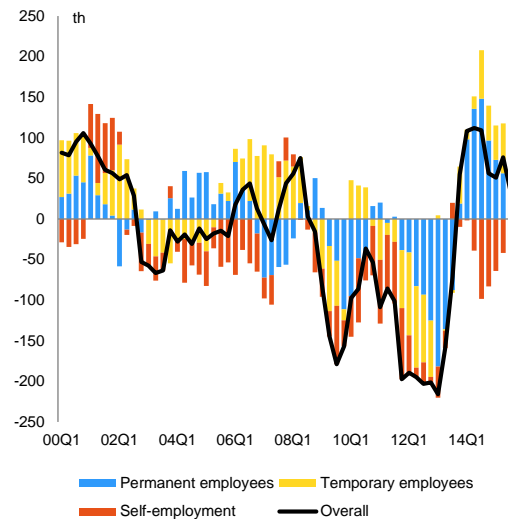 th
250
200
150
100
50
0
-50
-100
-150
-200
-250
00Q1 02Q1 04Q1 06Q1 08Q1 10Q1 12Q1 14Q1
Permanent employees Temporary employees
Self-employment Overall